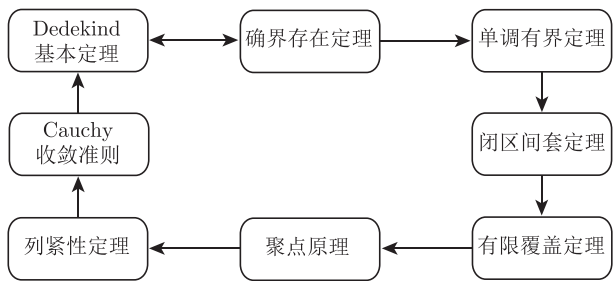 Dedekind
基本定理
确界存在定理
单调有界定理
Cauchy
收敛准则
闭区间套定理
列紧性定理
聚点原理
有限覆盖定理